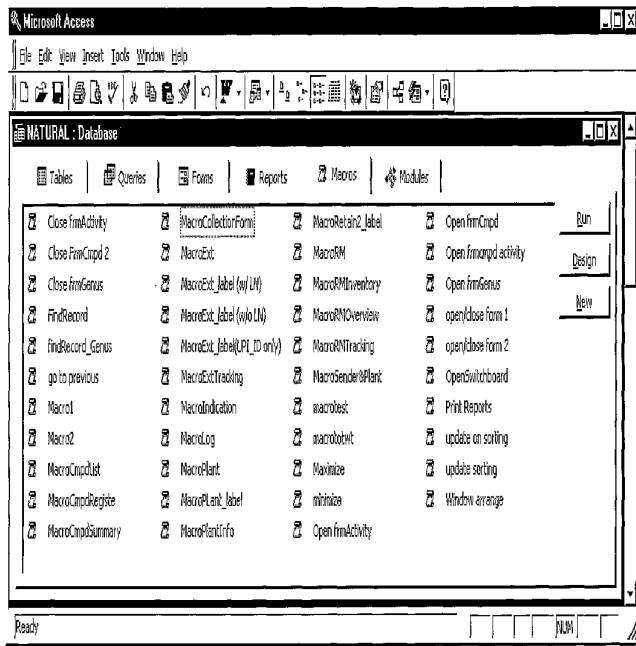 Microsoft Access
File Edit View Insert Tools Window Help
NATURAL : Database
Tables Queries Forms Reports Macros Modules
Close frmActivity MacroCollectionForm MacroRetain2_label Open frmCmpd Run
Close FrmCmpd 2 MacroExt MacroRM Open frmcmpd activity Design
Close frmGenus MacroExt_label (w/ LN) MacroRMInventory Open frmGenus New
FindRecord MacroExt_label (w/o LN) MacroRMOverview open/close form 1
findRecord_Genus MacroExt_label(UPI_ID only) MacroRMTracking open/close form 2
go to previous MacroExtTracking MacroSender&Plant OpenSwitchboard
Macro1 MacroIndication macrotest Print Reports
Macro2 MacroLog macrototwt update on sorting
MacroCmpdList MacroPlant Maximize update sorting
MacroCmpdRegiste MacroPLant_label minimize Window arrange
MacroCmpdSummary MacroPlantInfo Open frmActivity
Ready NUM